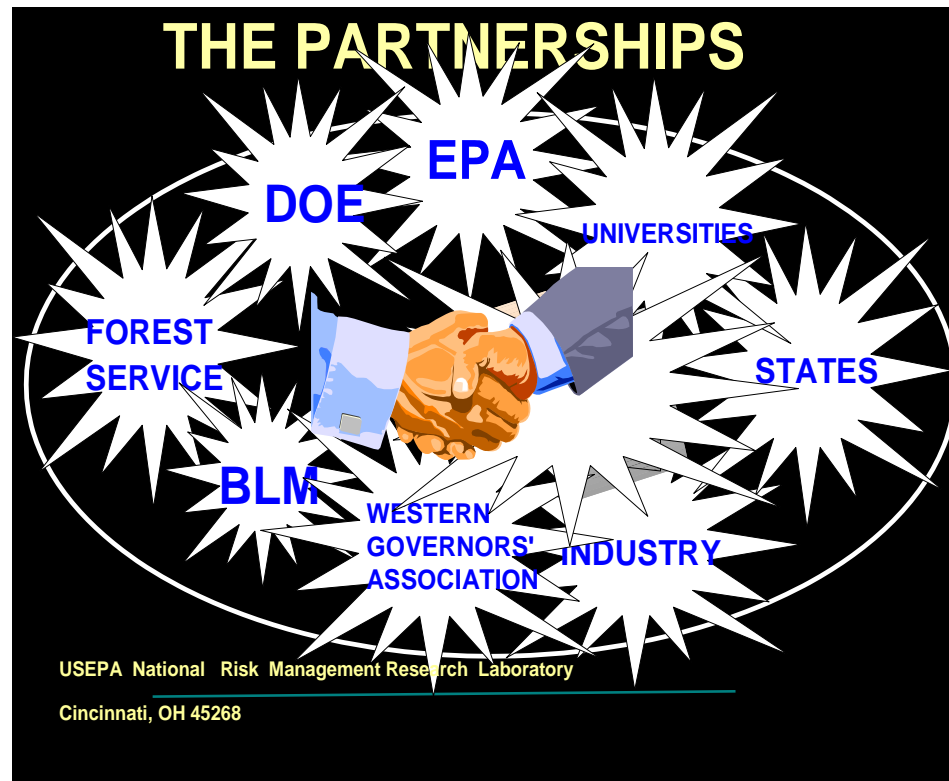 THE PARTNERSHIPS
EPA
DOE
UNIVERSITIES
FOREST
SERVICE
STATES
BLM
WESTERN
GOVERNORS'
ASSOCIATION
INDUSTRY
USEPA National Risk Management Research Laboratory
Cincinnati, OH 45268